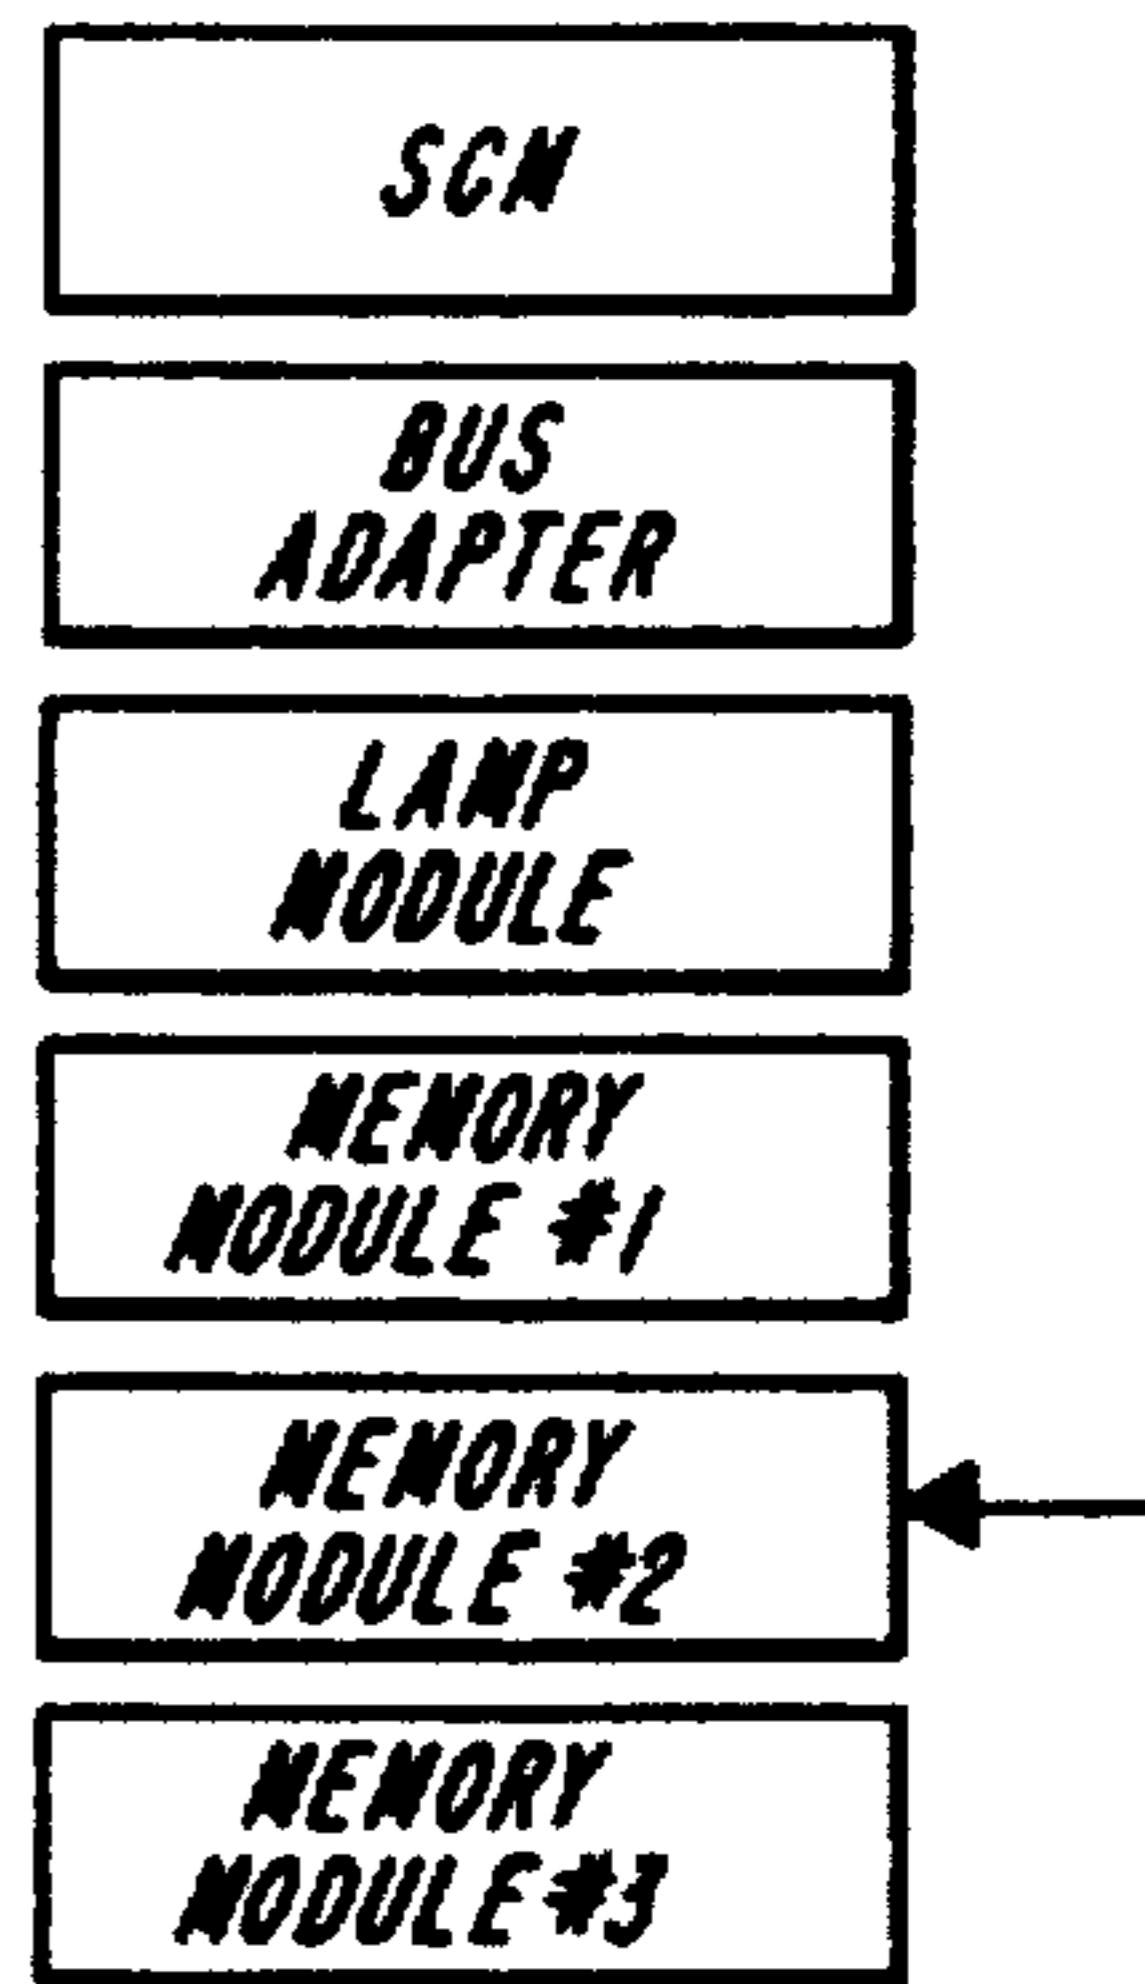 SCM
BUS
ADAPTER
LAMP
MODULE
MEMORY
MODULE #1
MEMORY
MODULE #2
MEMORY
MODULE #3